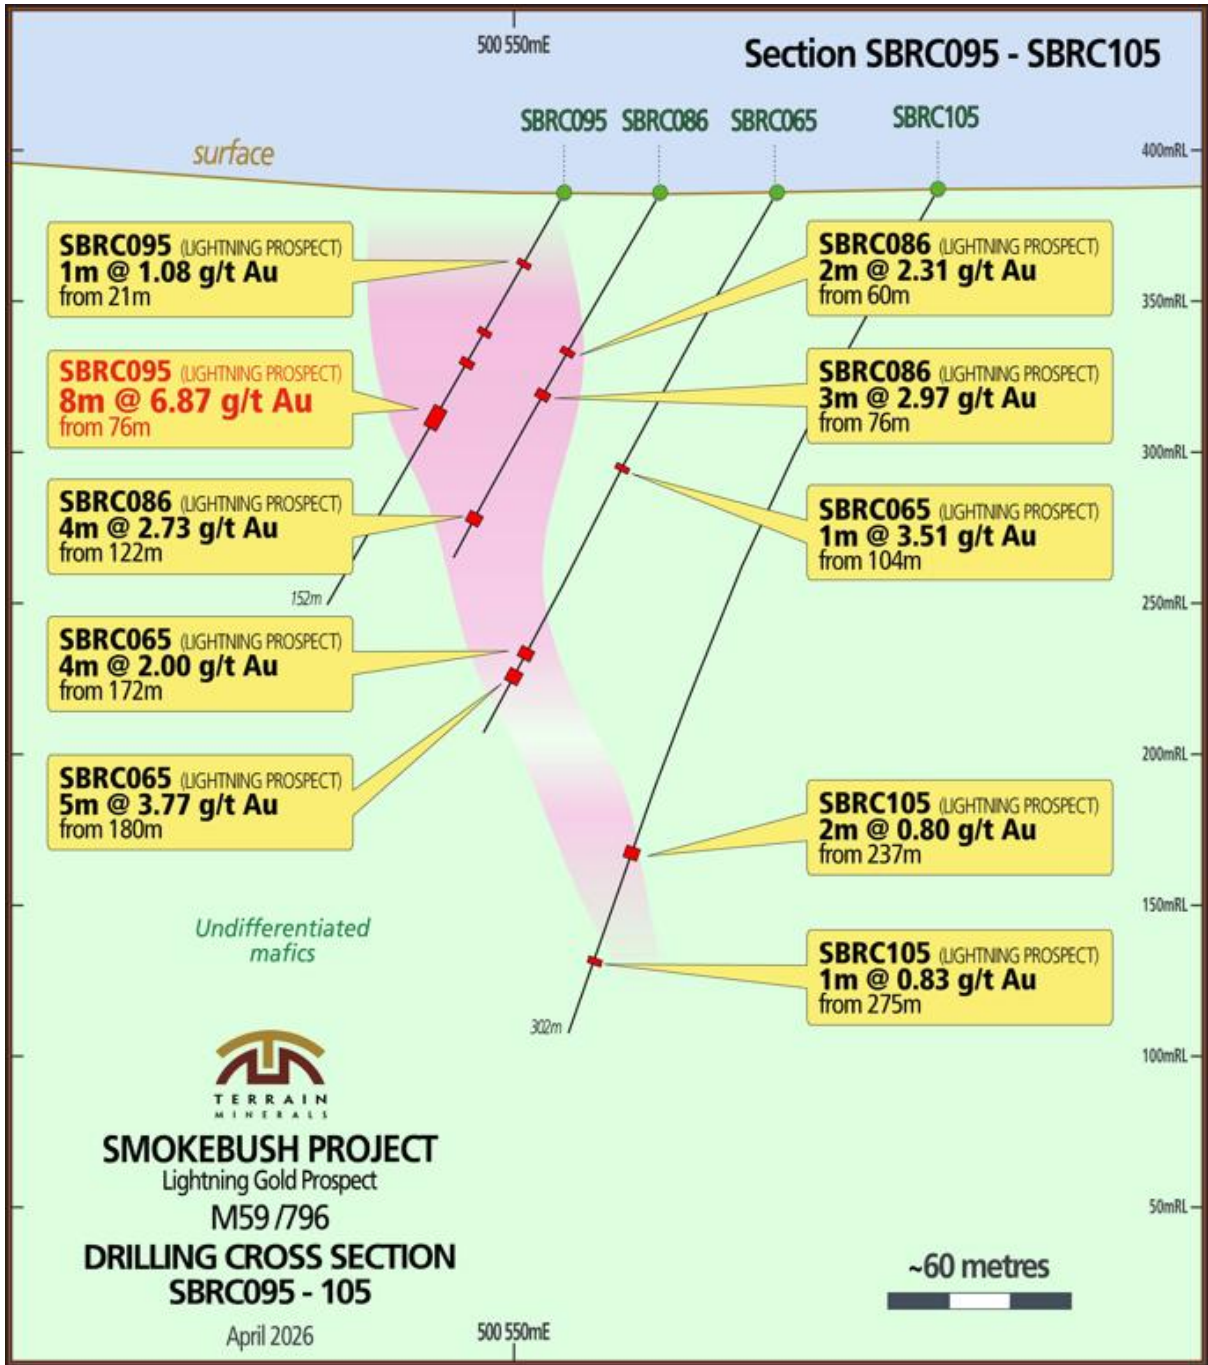 500 550mE
Section SBRC095 - SBRC105
SBRC095
SBRC086
SBRC065
SBRC105
surface
400mRL
350mRL
300mRL
250mRL
200mRL
150mRL
100mRL
50mRL
SBRC095 (LIGHTNING PROSPECT)
1m @ 1.08 g/t Au
from 21m
SBRC095 (LIGHTNING PROSPECT)
8m @ 6.87 g/t Au
from 76m
SBRC086 (LIGHTNING PROSPECT)
4m @ 2.73 g/t Au
from 122m
152m
SBRC065 (LIGHTNING PROSPECT)
4m @ 2.00 g/t Au
from 172m
SBRC065 (LIGHTNING PROSPECT)
5m @ 3.77 g/t Au
from 180m
SBRC086 (LIGHTNING PROSPECT)
2m @ 2.31 g/t Au
from 60m
SBRC086 (LIGHTNING PROSPECT)
3m @ 2.97 g/t Au
from 76m
SBRC065 (LIGHTNING PROSPECT)
1m @ 3.51 g/t Au
from 104m
SBRC105 (LIGHTNING PROSPECT)
2m @ 0.80 g/t Au
from 237m
SBRC105 (LIGHTNING PROSPECT)
1m @ 0.83 g/t Au
from 275m
302m
Undifferentiated
mafics
TERRAIN
MINERALS
SMOKEBUSH PROJECT
Lightning Gold Prospect
M59/796
DRILLING CROSS SECTION
SBRC095 - 105
April 2026
500 550mE
~60 metres